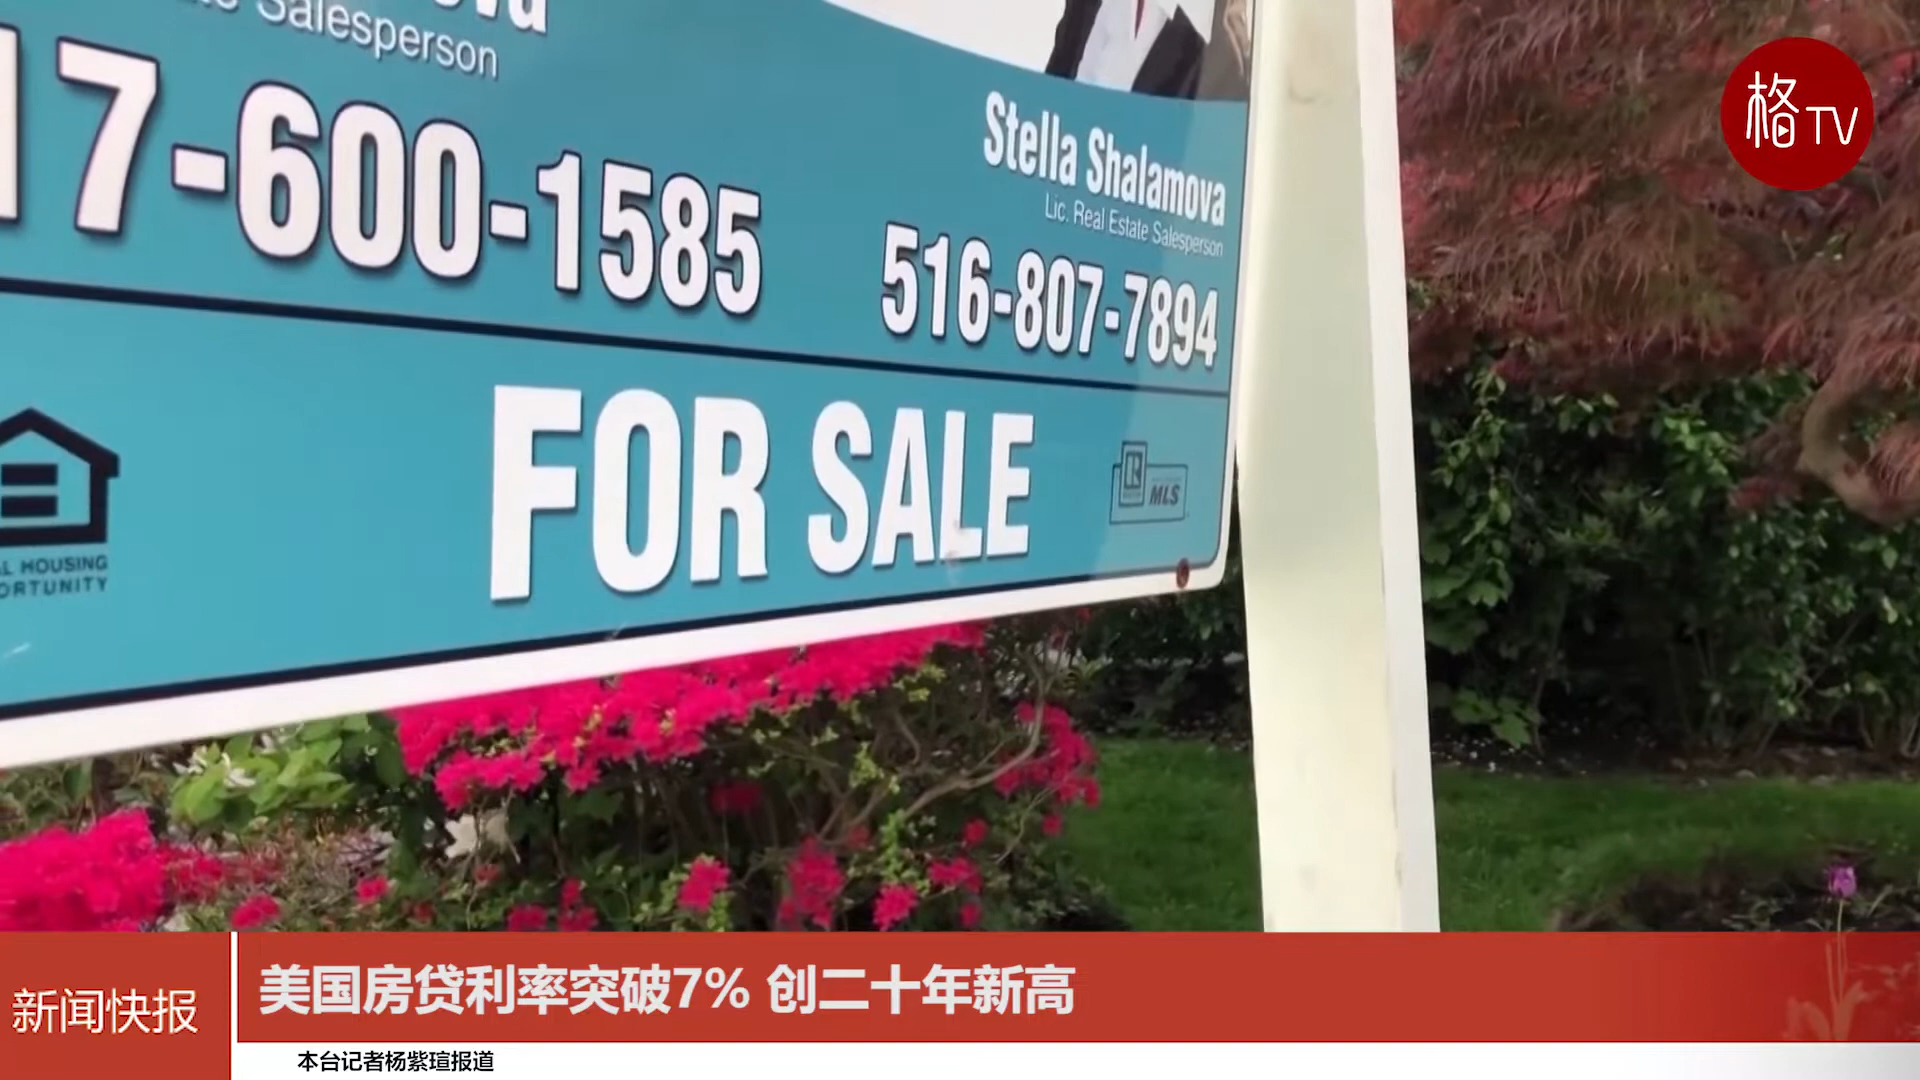 Salesperson
17-600-1585
Stella Shalamova
Lic. Real Estate Salesperson
516-807-7894
FOR SALE
MLS
HOUSING
格TV
新闻快报
美国房贷利率突破7% 创二十年新高
本台记者杨紫瑄报道